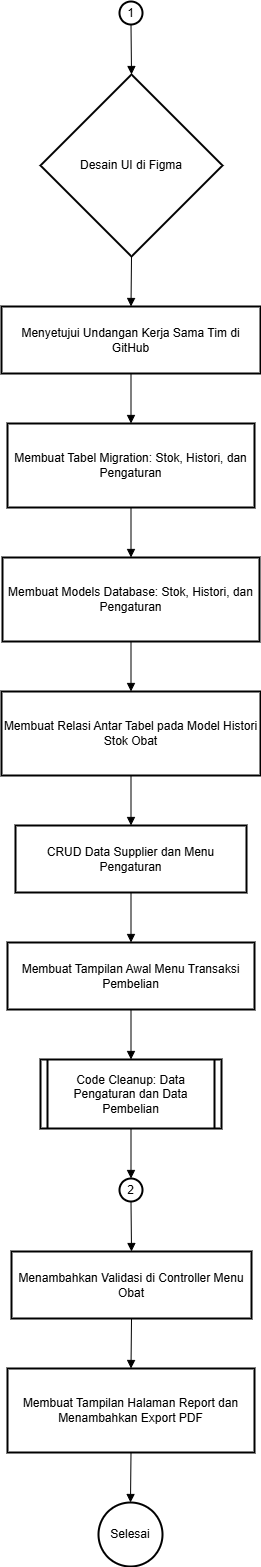 1
Desain UI di Figma
Menyetujui Undangan Kerja Sama Tim di
GitHub
Membuat Tabel Migration: Stok, Histori, dan
Pengaturan
Membuat Models Database: Stok, Histori, dan
Pengaturan
Membuat Relasi Antar Tabel pada Model Histori
Stok Obat
CRUD Data Supplier dan Menu
Pengaturan
Membuat Tampilan Awal Menu Transaksi
Pembelian
Code Cleanup: Data
Pengaturan dan Data
Pembelian
2
Menambahkan Validasi di Controller Menu
Obat
Membuat Tampilan Halaman Report dan
Menambahkan Export PDF
Selesai